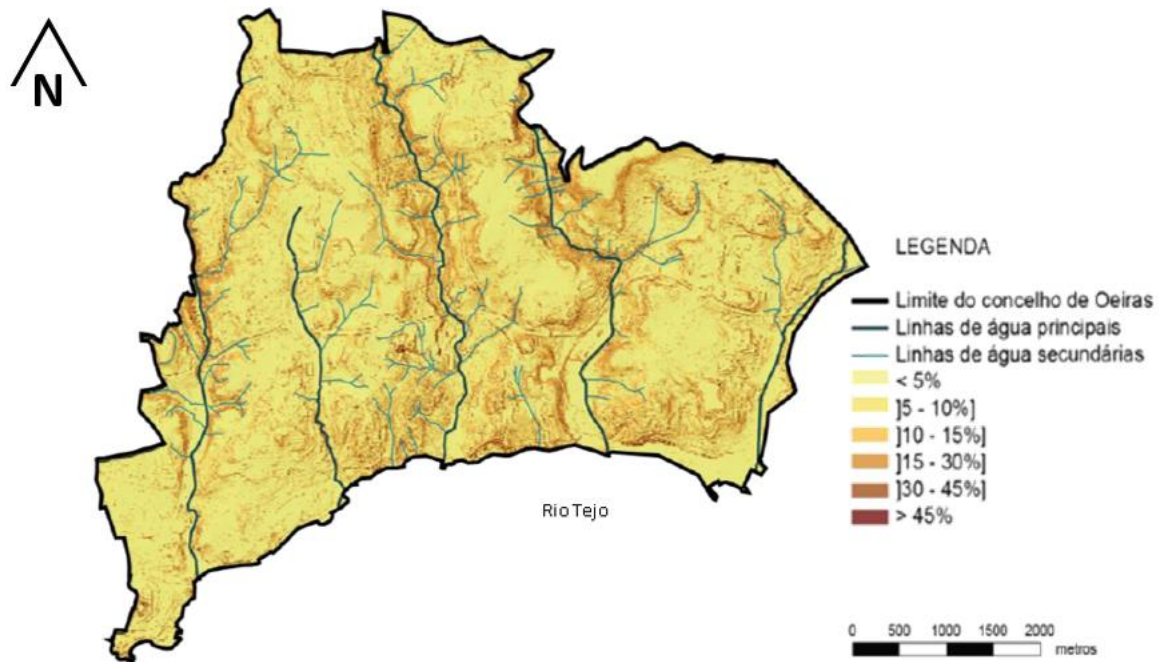 N
LEGENDA
Limite do concelho de Oeiras
Linhas de água principais
Linhas de água secundárias
< 5%
]5 - 10%]
]10 - 15%]
]15 - 30%]
]30 - 45%]
> 45%
Rio Tejo
0 500 1000 1500 2000
metros